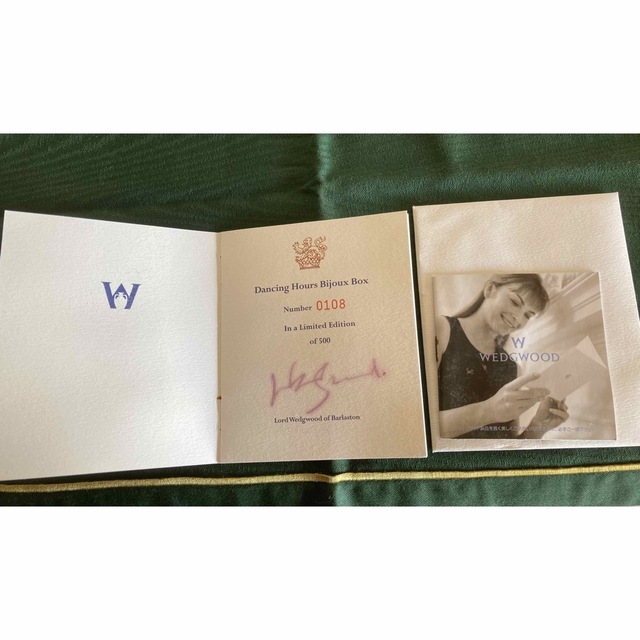 W
Dancing Hours Bijoux Box
Number 0108
In a Limited Edition
of 500
Lord Wedgwood of Barlaston
W
WEDGWOOD